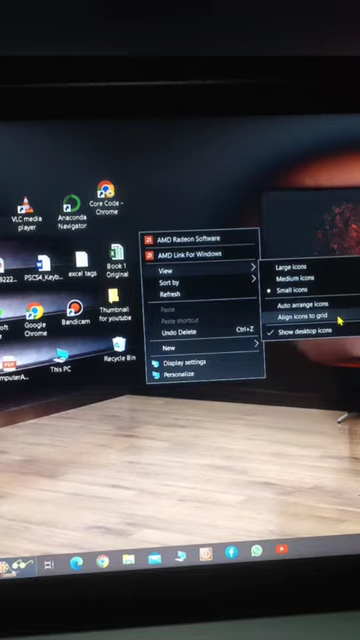 Core Code -
Chrome
VLC media
player
Anaconda
Navigator
9222...
PSCS4_Keyb...
excel tags
Book 1
Original
Google
Chrome
Bandicam
Thumbnail
for youtube
This PC
Recycle Bin
AMD Radeon Software
AMD Link For Windows
View
Sort by
Refresh
Paste
Paste shortcut
Undo Delete Ctrl+Z
New
Display settings
Personalize
Large icons
Medium icons
Small icons
Auto arrange icons
Align icons to grid
Show desktop icons